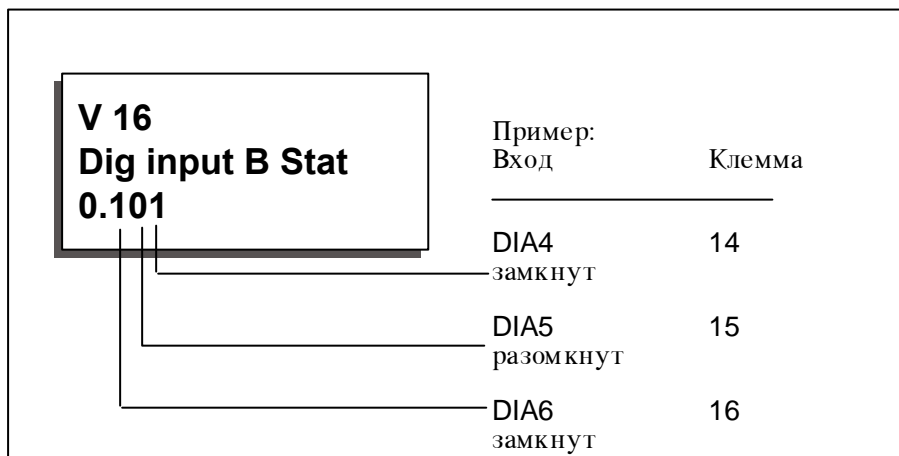 V 16
Dig input B Stat
0.101
Пример:
Вход Клемма
DIA4 14
замкнут
DIA5 15
разомкнут
DIA6 16
замкнут